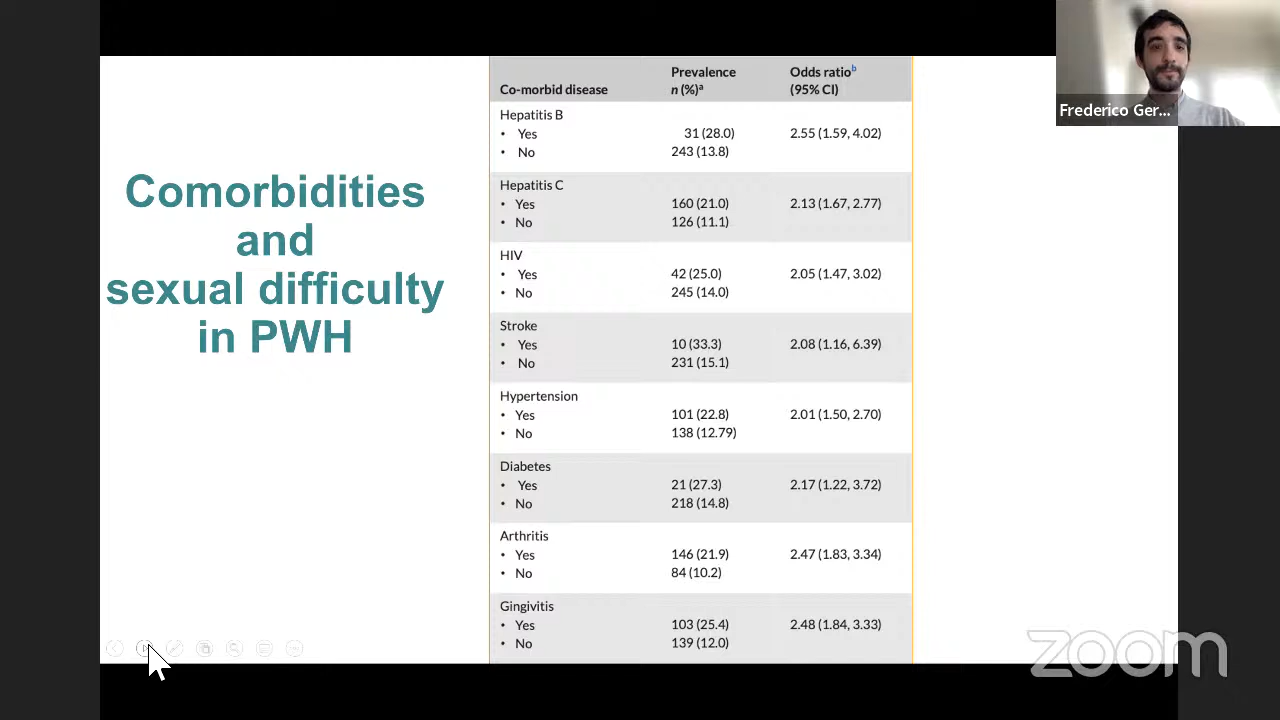 Comorbidities
and
sexual difficulty
in PWH
Co-morbid disease Prevalence n (%)a Odds ratiob (95% CI)
Hepatitis B
• Yes 31 (28.0) 2.55 (1.59, 4.02)
• No 243 (13.8)
Hepatitis C
• Yes 160 (21.0) 2.13 (1.67, 2.77)
• No 126 (11.1)
HIV
• Yes 42 (25.0) 2.05 (1.47, 3.02)
• No 245 (14.0)
Stroke
• Yes 10 (33.3) 2.08 (1.16, 6.39)
• No 231 (15.1)
Hypertension
• Yes 101 (22.8) 2.01 (1.50, 2.70)
• No 138 (12.79)
Diabetes
• Yes 21 (27.3) 2.17 (1.22, 3.72)
• No 218 (14.8)
Arthritis
• Yes 146 (21.9) 2.47 (1.83, 3.34)
• No 84 (10.2)
Gingivitis
• Yes 103 (25.4) 2.48 (1.84, 3.33)
• No 139 (12.0)
Frederico Ger...
zoom